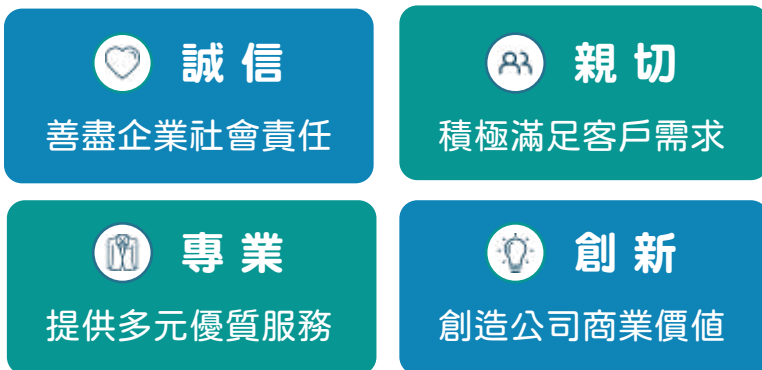 誠信
善盡企業社會責任
親切
積極滿足客戶需求
專業
提供多元優質服務
創新
創造公司商業價值